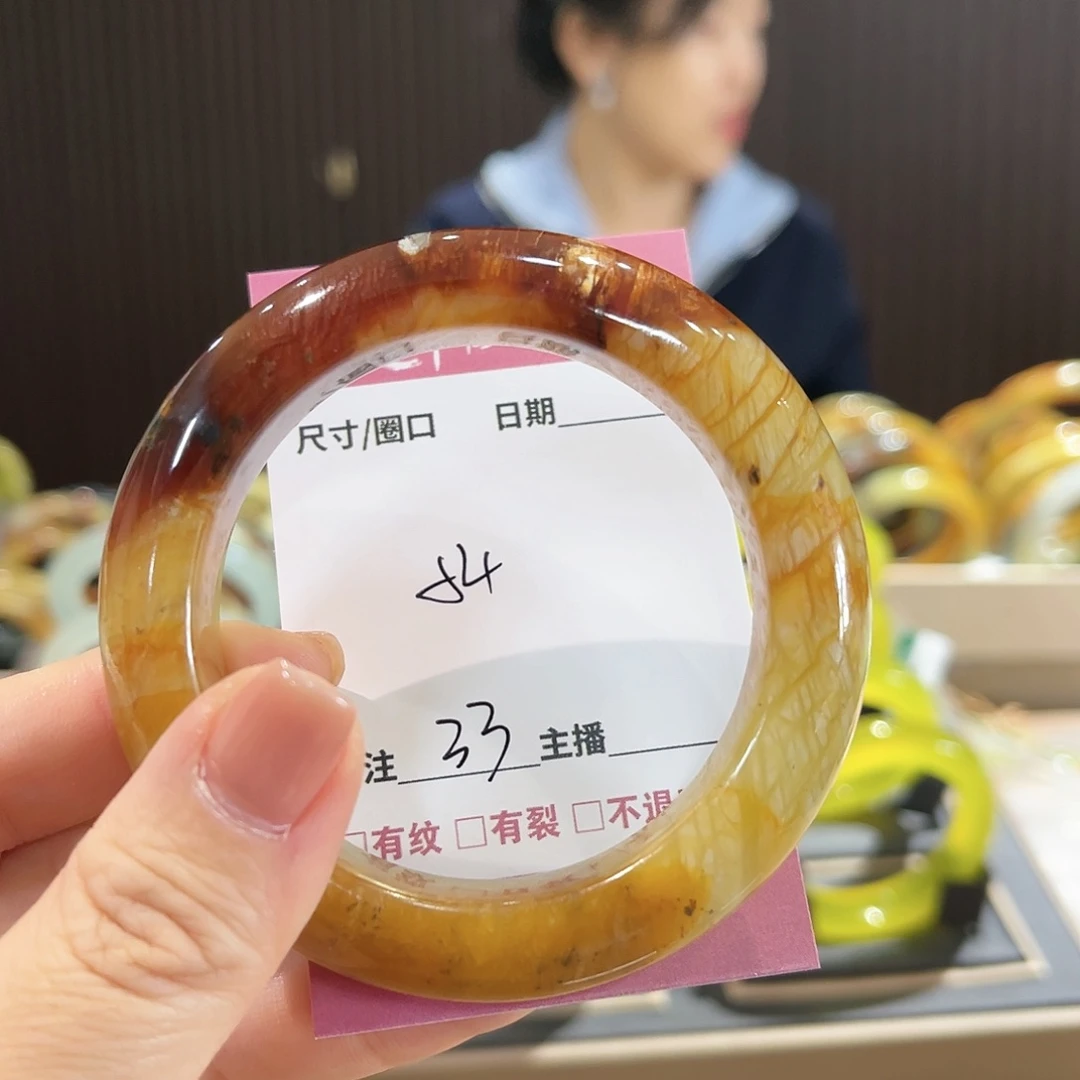 尺寸/圈口 日期
54
注 33 主播
□有纹 □有裂 □不退